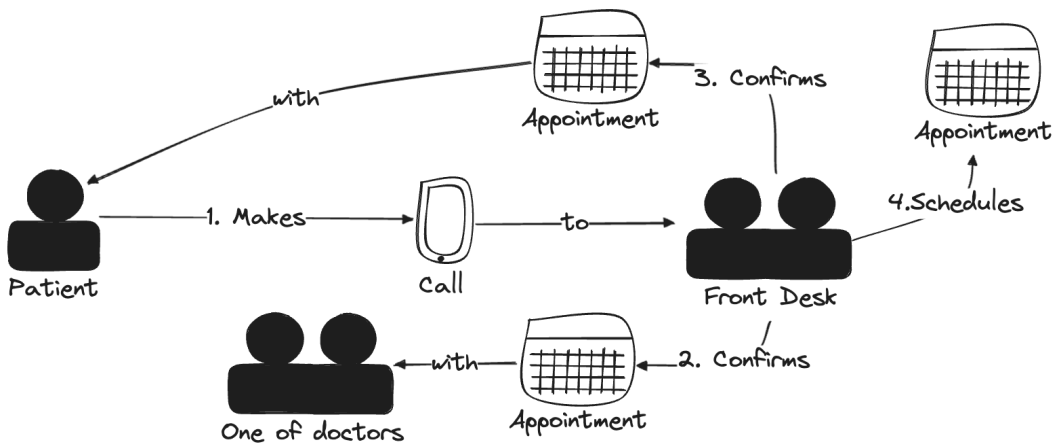 with
Appointment
3. Confirms
Appointment
1. Makes
to
4.Schedules
Patient
Call
Front Desk
with
2. Confirms
Appointment
One of doctors